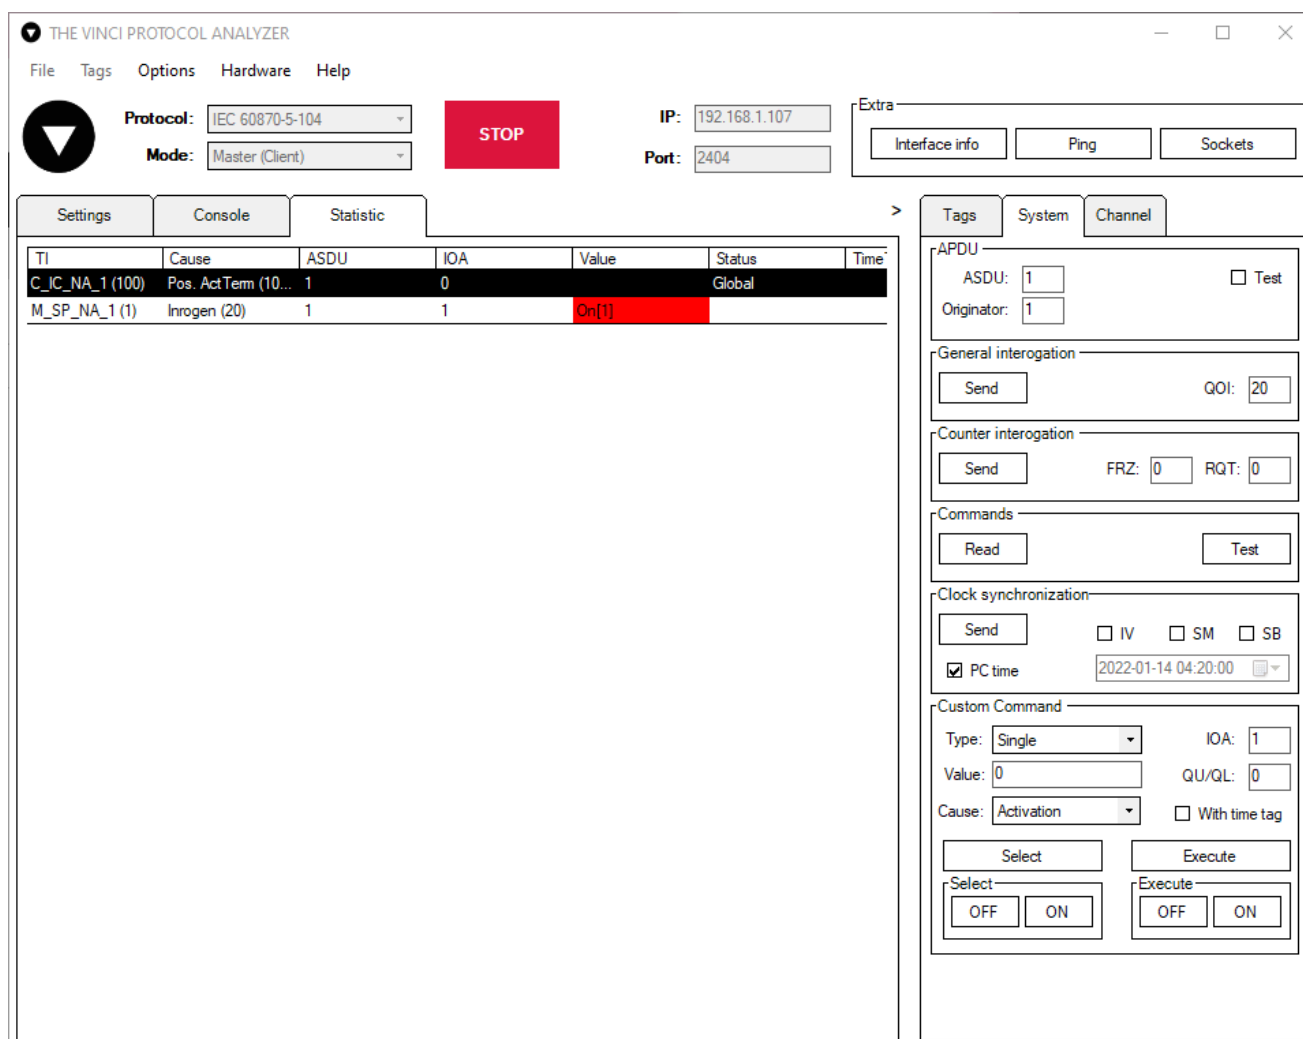 THE VINCI PROTOCOL ANALYZER
File Tags Options Hardware Help
Protocol: IEC 60870-5-104
Mode: Master (Client)
STOP
IP: 192.168.1.107
Port: 2404
Extra
Interface info Ping Sockets
Settings Console Statistic >
TI Cause ASDU IOA Value Status Time
C_IC_NA_1 (100) Pos. ActTerm (10... 1 0 Global
M_SP_NA_1 (1) Inrogen (20) 1 1 On[1]
Tags System Channel
APDU
ASDU: 1 Test
Originator: 1
General interogation
Send QOI: 20
Counter interogation
Send FRZ: 0 RQT: 0
Commands
Read Test
Clock synchronization
Send IV SM SB
PC time 2022-01-14 04:20:00
Custom Command
Type: Single IOA: 1
Value: 0 QU/QL: 0
Cause: Activation With time tag
Select Execute
Select Execute
OFF ON OFF ON